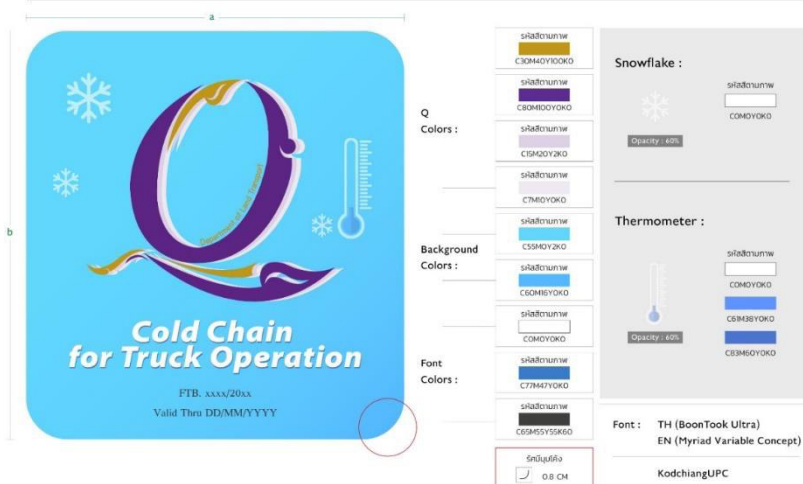 a
b
Department of Land Transport
Cold Chain
for Truck Operation
FTB. xxxx/20xx
Valid Thru DD/MM/YYYY
Q
Colors :
รหัสสีตามภาพ
C30M40Y100K0
รหัสสีตามภาพ
C80M100Y0K0
รหัสสีตามภาพ
C15M20Y2K0
รหัสสีตามภาพ
C7M10Y0K0
Background
Colors :
รหัสสีตามภาพ
C55M0Y2K0
รหัสสีตามภาพ
C60M16Y0K0
Font
Colors :
รหัสสีตามภาพ
C0M0Y0K0
รหัสสีตามภาพ
C77M47Y0K0
รหัสสีตามภาพ
C65M55Y55K60
รัศมีมุมโค้ง
0.8 CM
Snowflake :
รหัสสีตามภาพ
C0M0Y0K0
Opacity : 60%
Thermometer :
รหัสสีตามภาพ
C0M0Y0K0
C61M38Y0K0
Opacity : 60%
C83M60Y0K0
Font : TH (BoonTook Ultra)
EN (Myriad Variable Concept)
KodchiangUPC